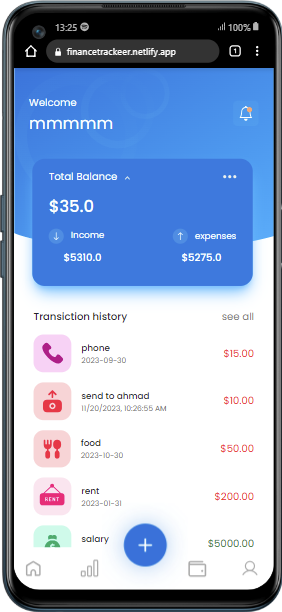 13:25
100%
financetrackeer.netlify.app
1
Welcome
mmmmm
Total Balance
$35.0
Income
expenses
$5310.0
$5275.0
Transiction history
see all
phone
$15.00
2023-09-30
send to ahmad
$10.00
11/20/2023, 10:26:55 AM
food
$50.00
2023-10-30
RENT
rent
$200.00
2023-01-31
salary
$5000.00